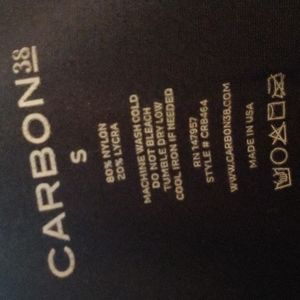 CARBON38
S
80% NYLON
20% LYCRA
MACHINE WASH COLD
DO NOT BLEACH
TUMBLE DRY LOW
COOL IRON IF NEEDED
RN 147957
STYLE # CRB464
WWW.CARBON38.COM
MADE IN USA